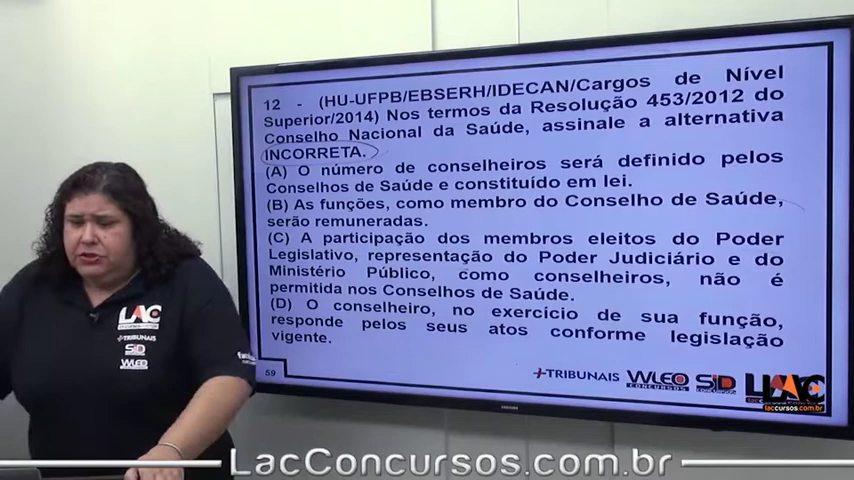 12 - (HU-UFPB/EBSERH/IDECAN/Cargos de Nível
Superior/2014) Nos termos da Resolução 453/2012 do
Conselho Nacional da Saúde, assinale a alternativa
INCORRETA.
(A) O número de conselheiros será definido pelos
Conselhos de Saúde e constituído em lei.
(B) As funções, como membro do Conselho de Saúde,
serão remuneradas.
(C) A participação dos membros eleitos do Poder
Legislativo, representação do Poder Judiciário e do
Ministério Público, como conselheiros, não é
permitida nos Conselhos de Saúde.
(D) O conselheiro, no exercício de sua função,
responde pelos seus atos conforme legislação
vigente.
59
+TRIBUNAIS WLEO CONCURSOS SD LAC
LACCONCURSOS.COM.BR
LAC
+TRIBUNAIS
SD
WLEO
LacConcursos.com.br